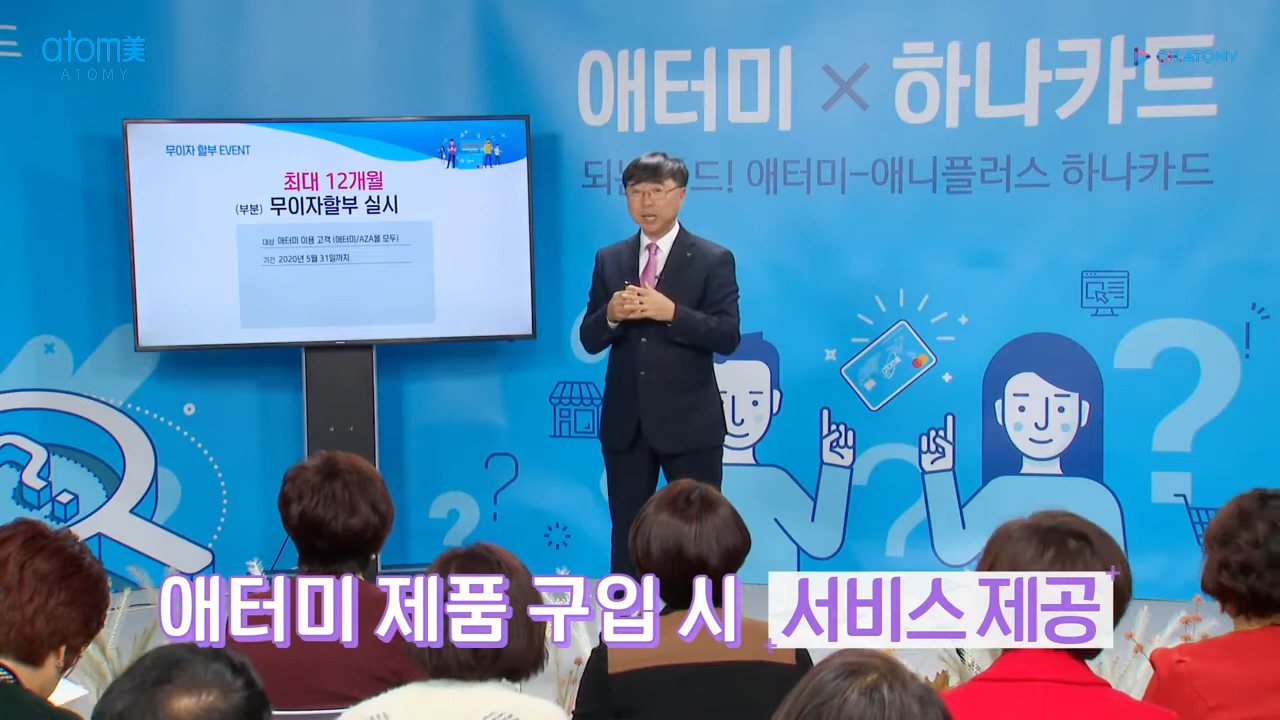 드
atom美
ATOMY
애터미 × 하나카드
되는 카드! 애터미-애니플러스 하나카드
무이자 할부 EVENT
최대 12개월
(부분) 무이자할부 실시
대상 애터미 이용 고객 (애터미/AZA몰 모두)
기간 2020년 5월 31일까지
애터미 제품 구입 시 서비스 제공